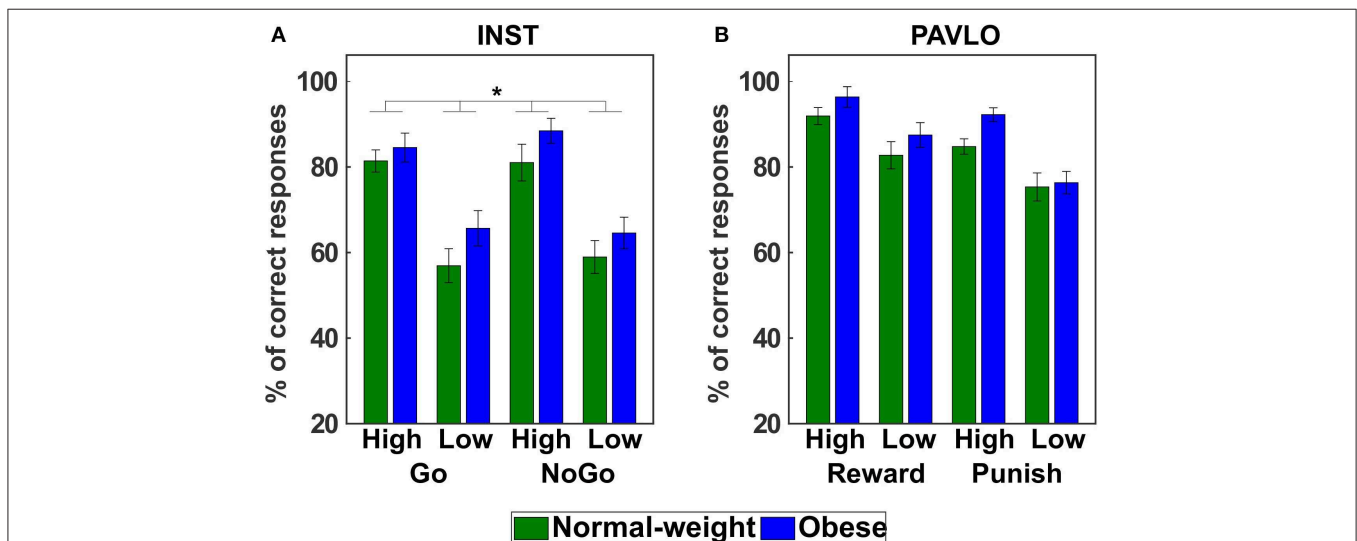 A
INST
% of correct responses
100
80
60
40
20
*
High Low High Low
Go NoGo
B
PAVLO
% of correct responses
100
80
60
40
20
High Low High Low
Reward Punish
Normal-weight Obese